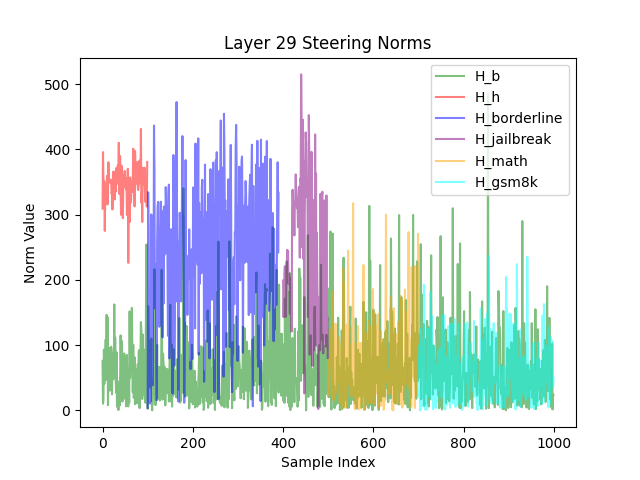 Layer 29 Steering Norms
Norm Value
500
400
300
200
100
0
H_b
H_h
H_borderline
H_jailbreak
H_math
H_gsm8k
0
200
400
600
800
1000
Sample Index